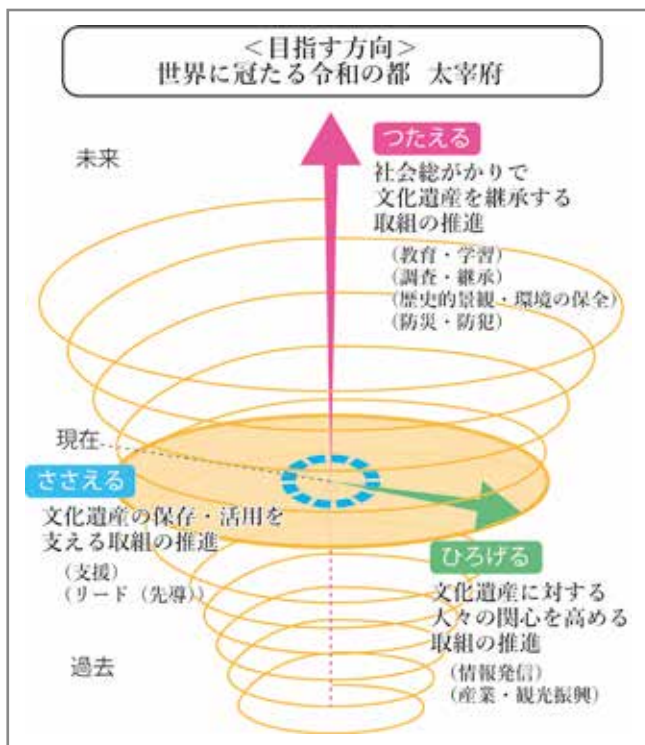 <目指す方向>
世界に冠たる令和の都 太宰府
未来
つたえる
社会総がかりで
文化遺産を継承する
取組の推進
(教育・学習)
(調査・継承)
(歴史的景観・環境の保全)
(防災・防犯)
現在
ささえる
文化遺産の保存・活用を
支える取組の推進
(支援)
(リード(先導))
ひろげる
文化遺産に対する
人々の関心を高める
取組の推進
(情報発信)
(産業・観光振興)
過去